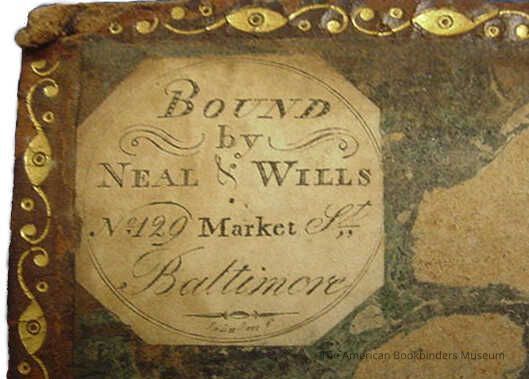 BOUND
by
NEAL & WILLS
No. 129 Market St.
Baltimore
The American Bookbinders Museum